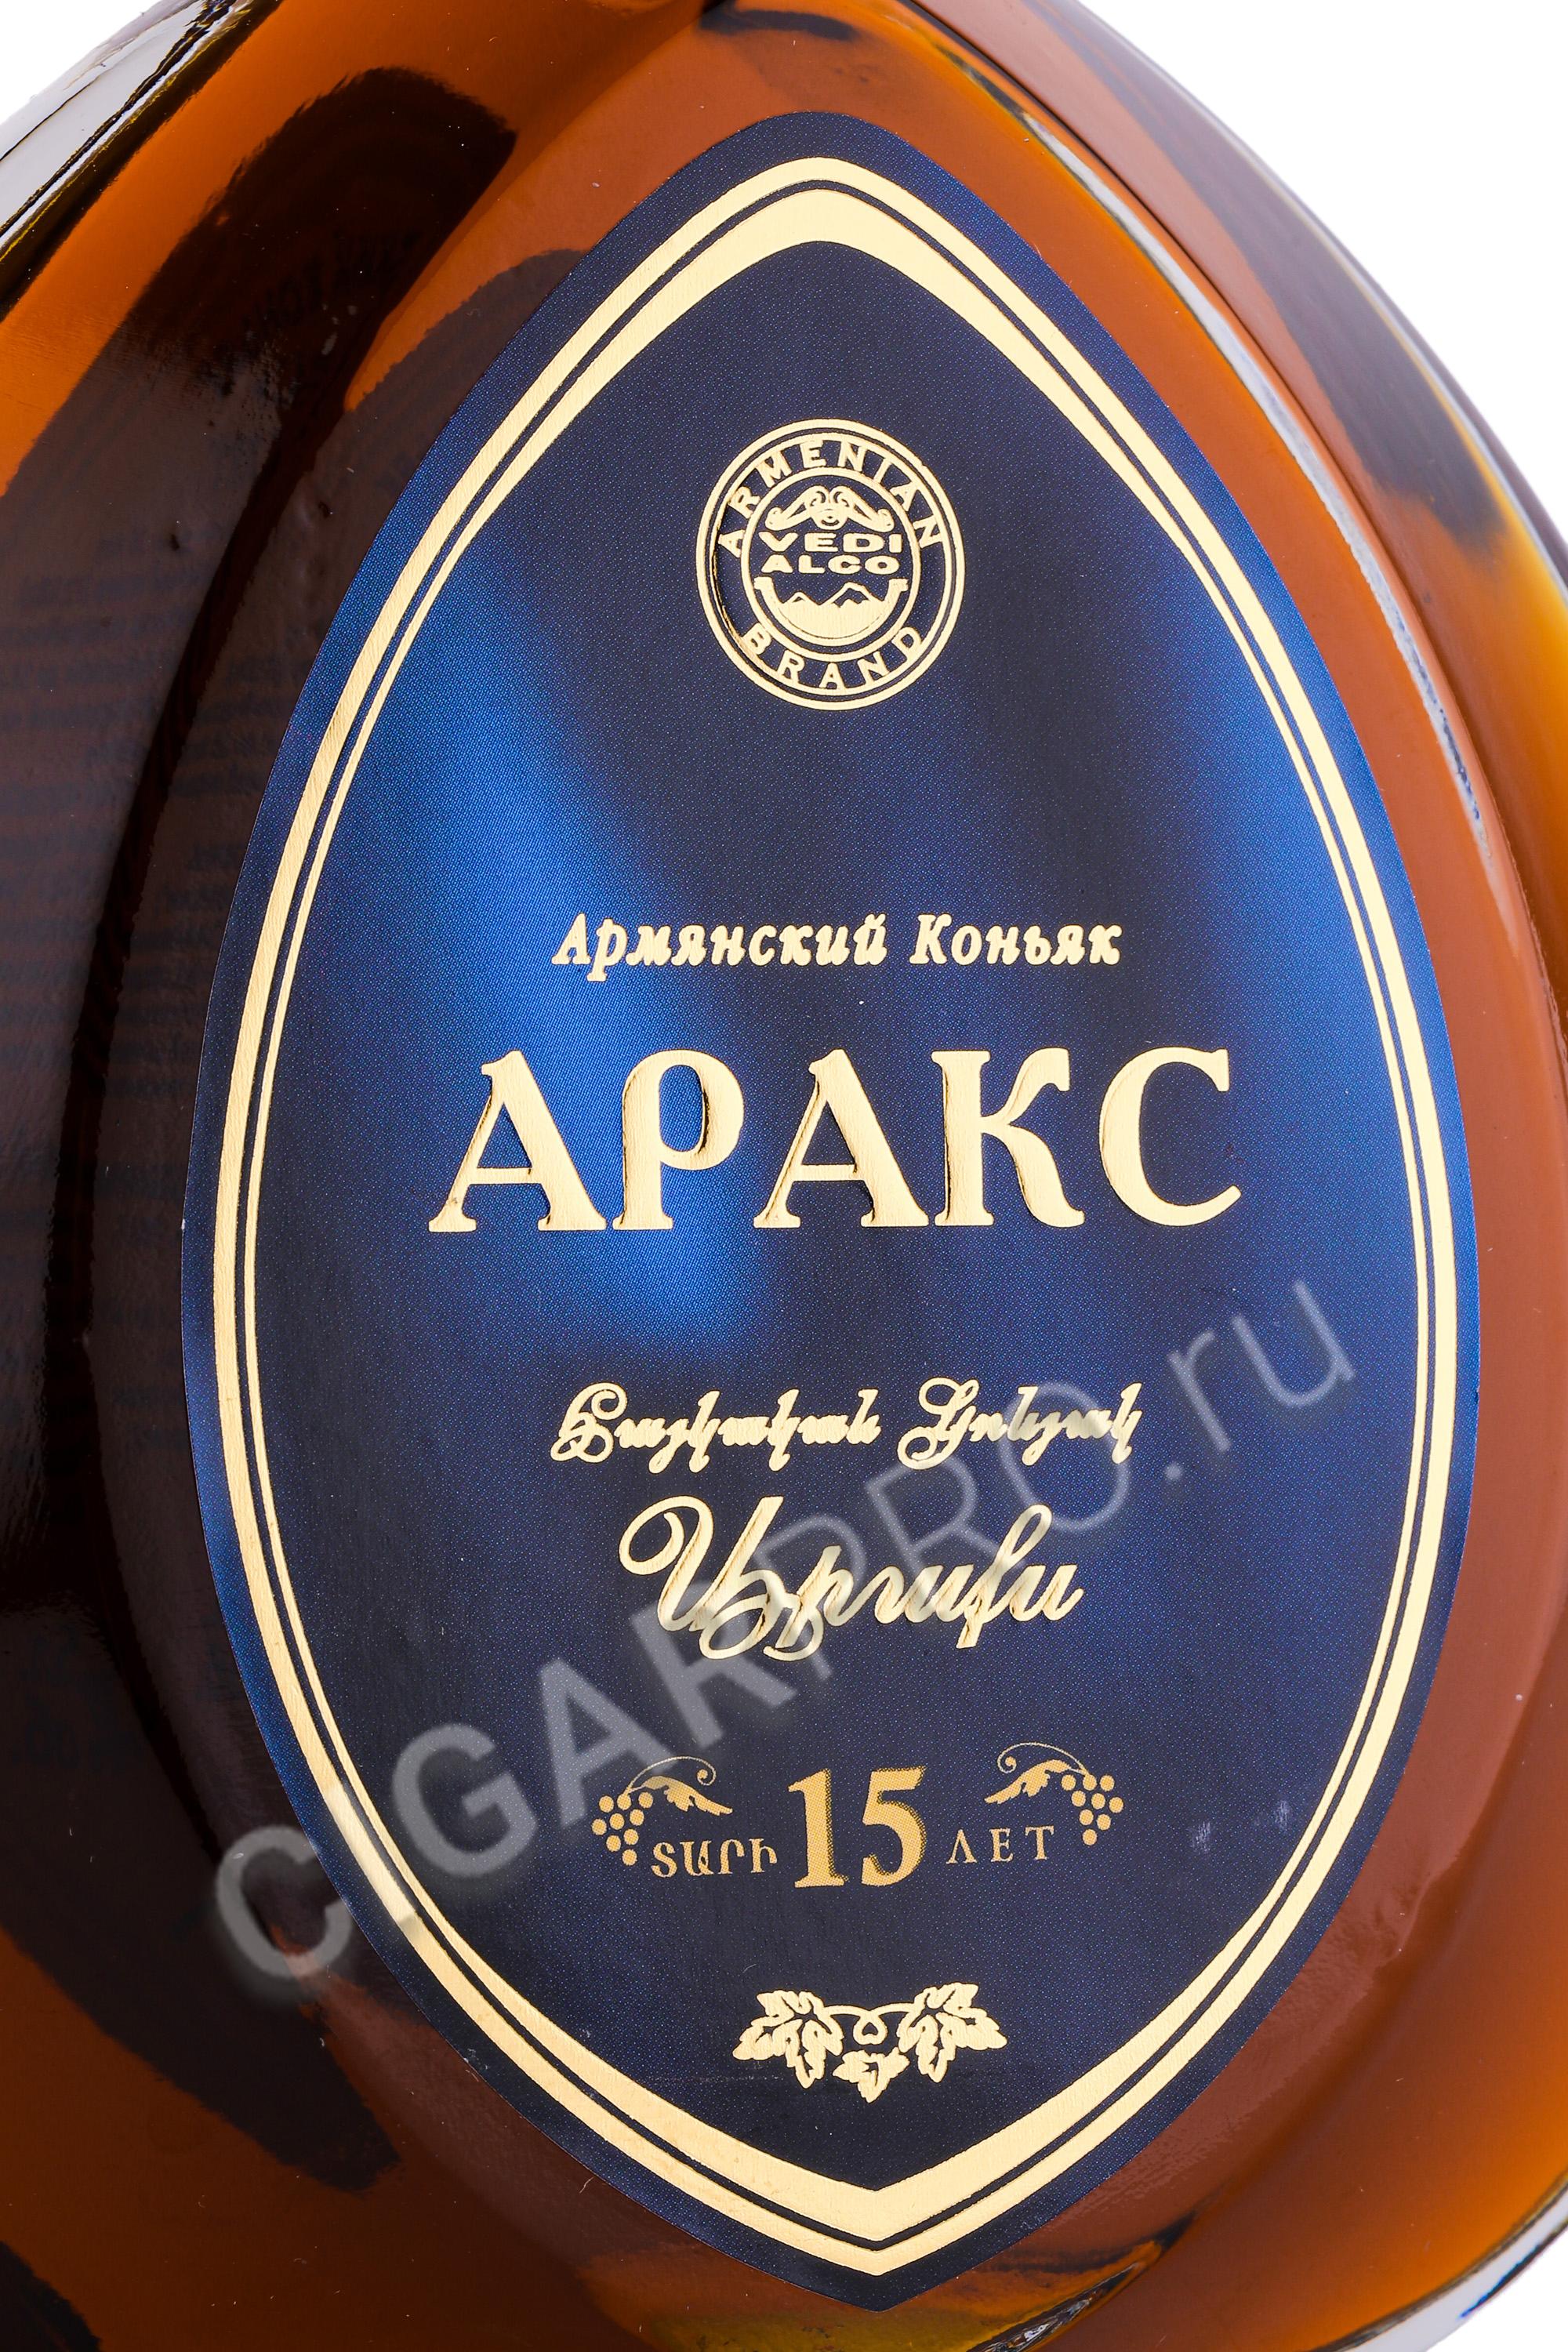 ARMENIAN
VEDI
ALCO
BRAND
Армянский Коньяк
АРАКС
Հայկական Կոնյակ
Արաքս
ՏԱՐԻ 15 ЛЕТ
CIGARPRO.ru